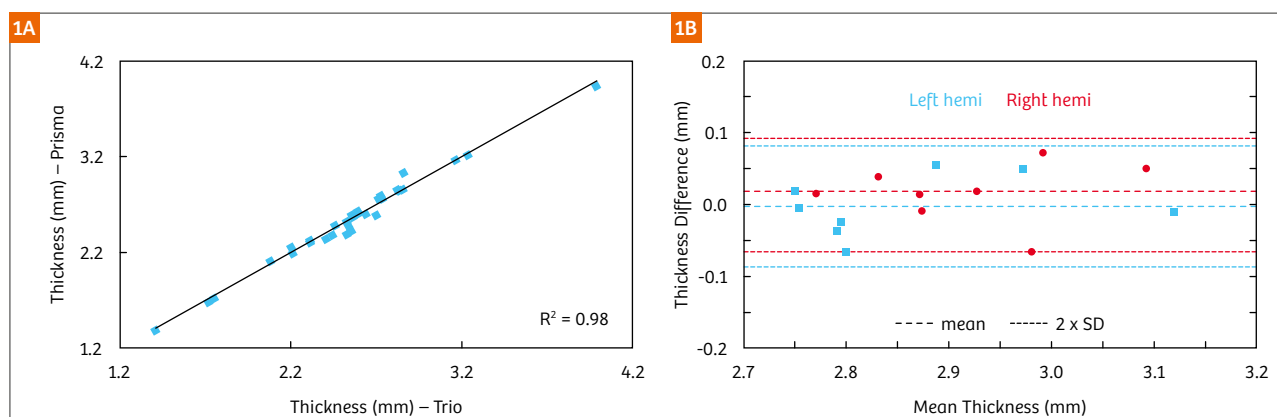 1A
4.2
3.2
2.2
1.2
1.2 2.2 3.2 4.2
Thickness (mm) – Prisma
Thickness (mm) – Trio
R² = 0.98
1B
0.2
0.1
0.0
-0.1
-0.2
2.7 2.8 2.9 3.0 3.1 3.2
Thickness Difference (mm)
Mean Thickness (mm)
Left hemi Right hemi
mean 2 x SD